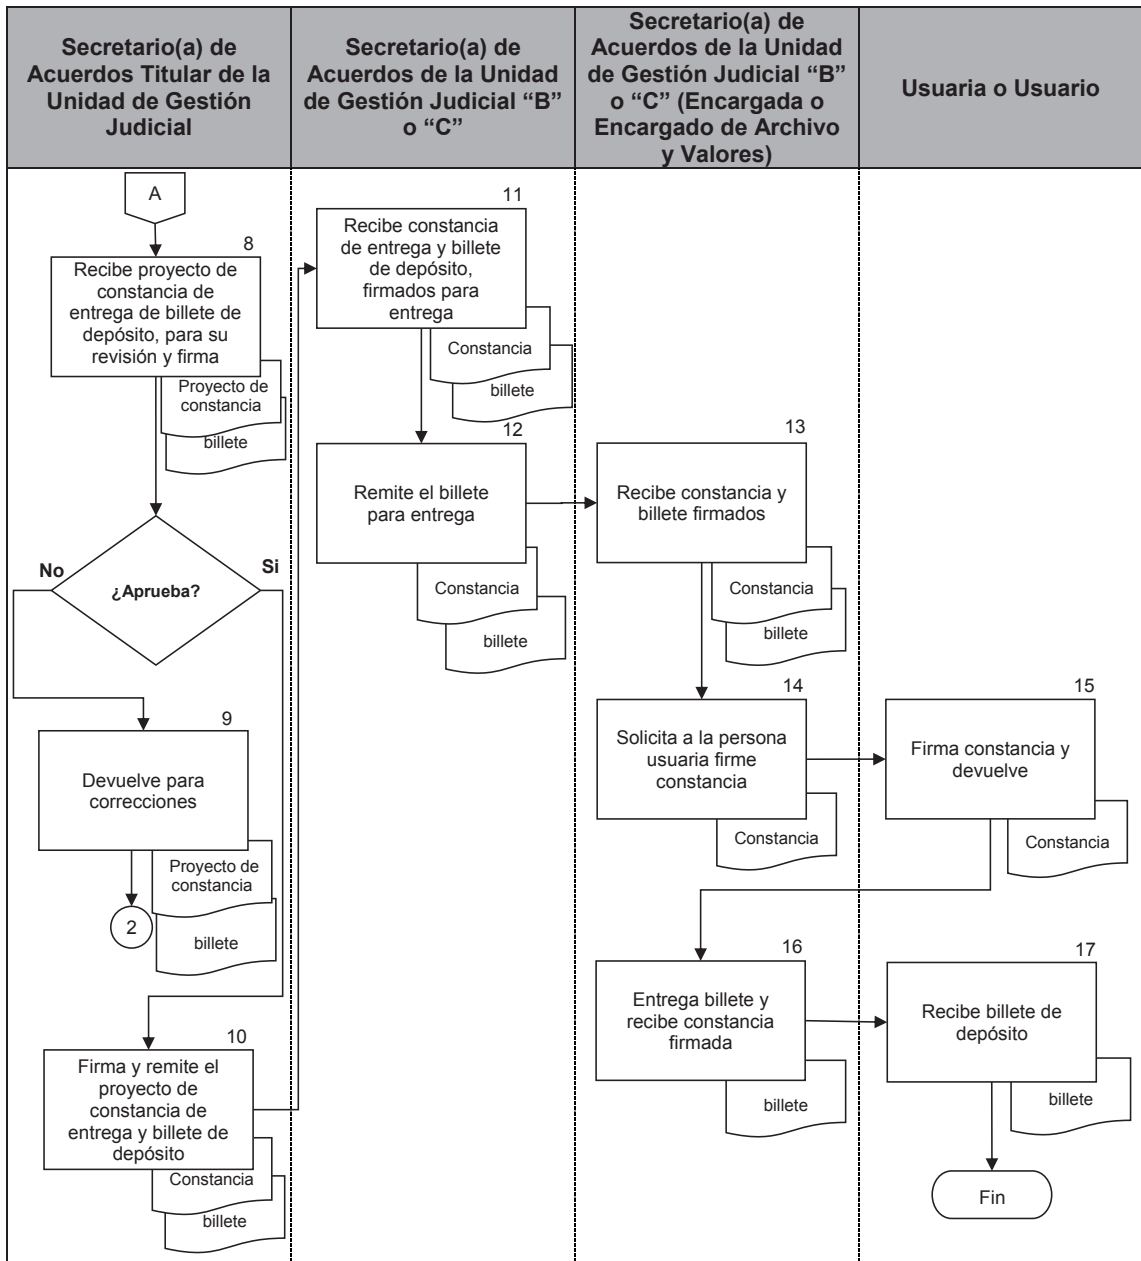 Secretario(a) de
Acuerdos Titular de la
Unidad de Gestión
Judicial
Secretario(a) de
Acuerdos de la Unidad
de Gestión Judicial “B”
o “C”
Secretario(a) de
Acuerdos de la Unidad
de Gestión Judicial “B”
o “C” (Encargada o
Encargado de Archivo
y Valores)
Usuaria o Usuario
A
8
Recibe proyecto de
constancia de
entrega de billete de
depósito, para su
revisión y firma
Proyecto de
constancia
billete
¿Aprueba?
No
Si
9
Devuelve para
correcciones
Proyecto de
constancia
billete
2
10
Firma y remite el
proyecto de
constancia de
entrega y billete de
depósito
Constancia
billete
11
Recibe constancia
de entrega y billete
de depósito,
firmados para
entrega
Constancia
billete
12
Remite el billete
para entrega
Constancia
billete
13
Recibe constancia y
billete firmados
Constancia
billete
14
Solicita a la persona
usuaria firme
constancia
Constancia
15
Firma constancia y
devuelve
Constancia
16
Entrega billete y
recibe constancia
firmada
billete
17
Recibe billete de
depósito
billete
Fin